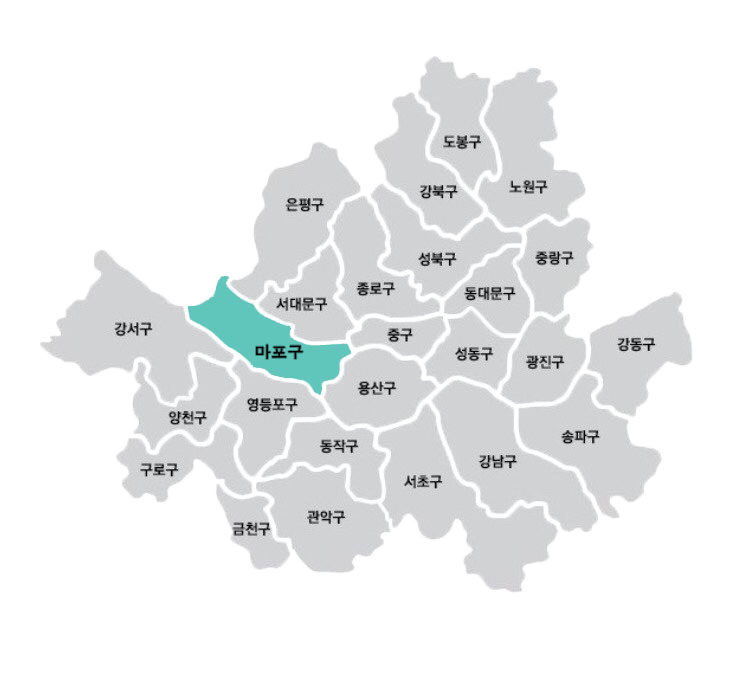 도봉구
노원구
강북구
은평구
성북구
중랑구
종로구
동대문구
서대문구
강서구
중구
마포구
성동구
광진구
강동구
용산구
영등포구
양천구
송파구
동작구
강남구
구로구
서초구
관악구
금천구